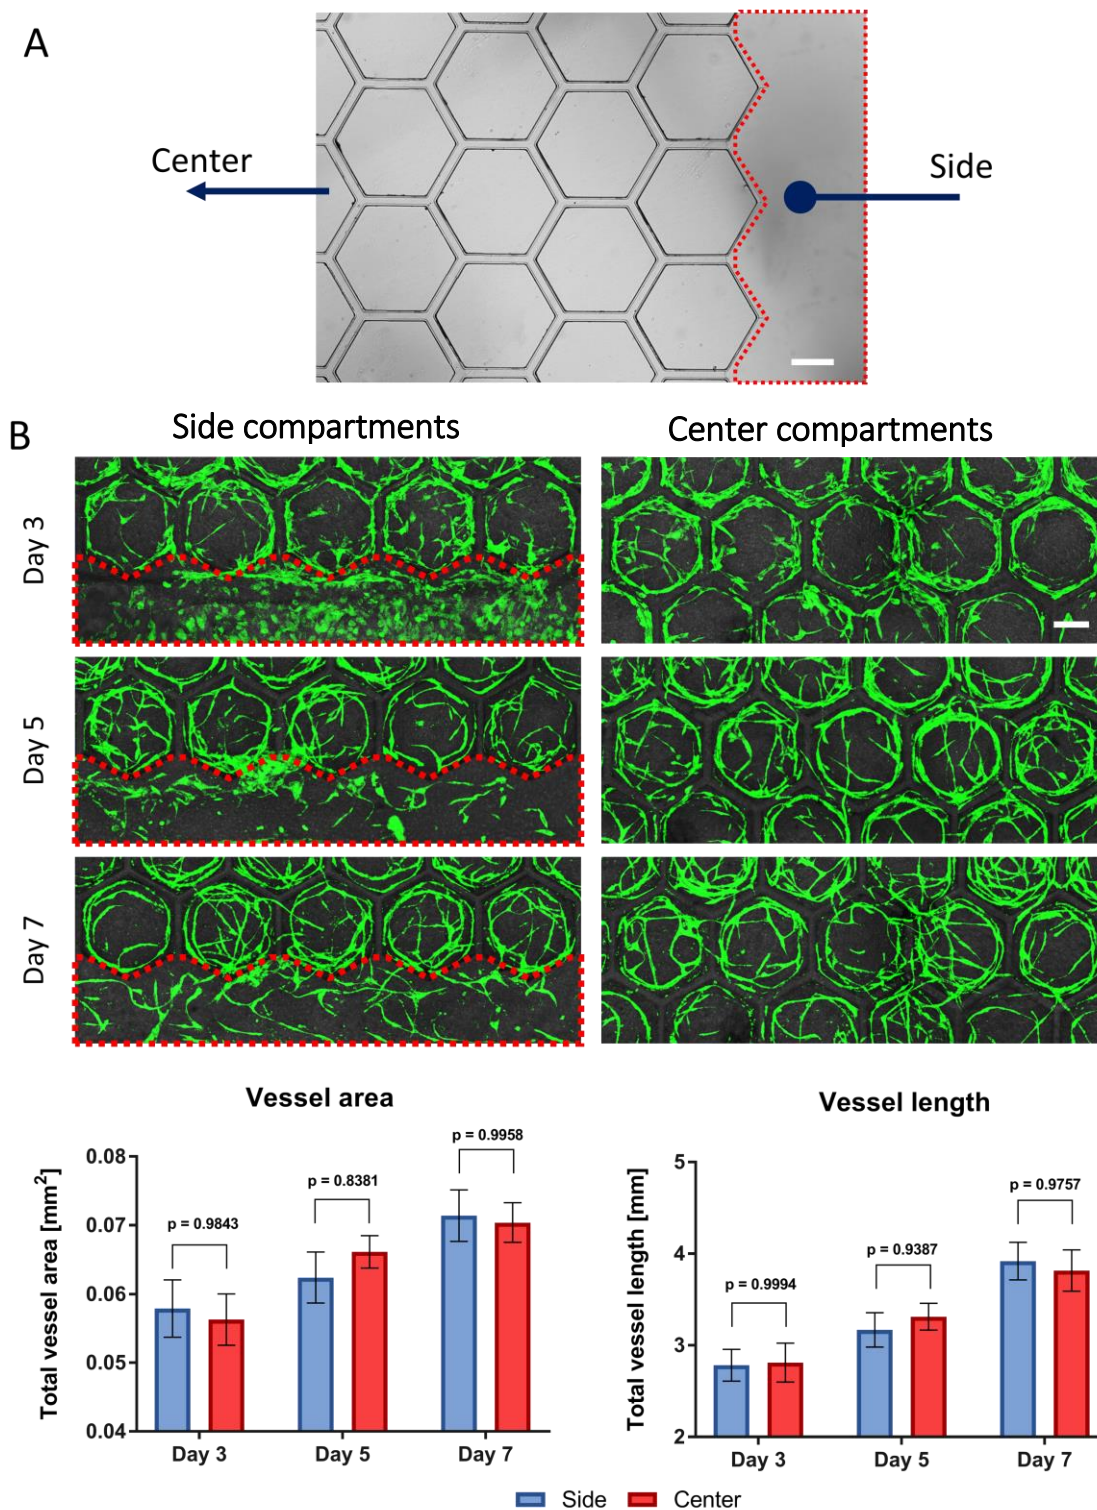 A
Center
Side
B
Side compartments
Center compartments
Day 3
Day 5
Day 7
Vessel area
Total vessel area [mm²]
0.08
0.07
0.06
0.05
0.04
p = 0.9843
p = 0.8381
p = 0.9958
Day 3
Day 5
Day 7
Vessel length
Total vessel length [mm]
5
4
3
2
p = 0.9994
p = 0.9387
p = 0.9757
Day 3
Day 5
Day 7
Side
Center